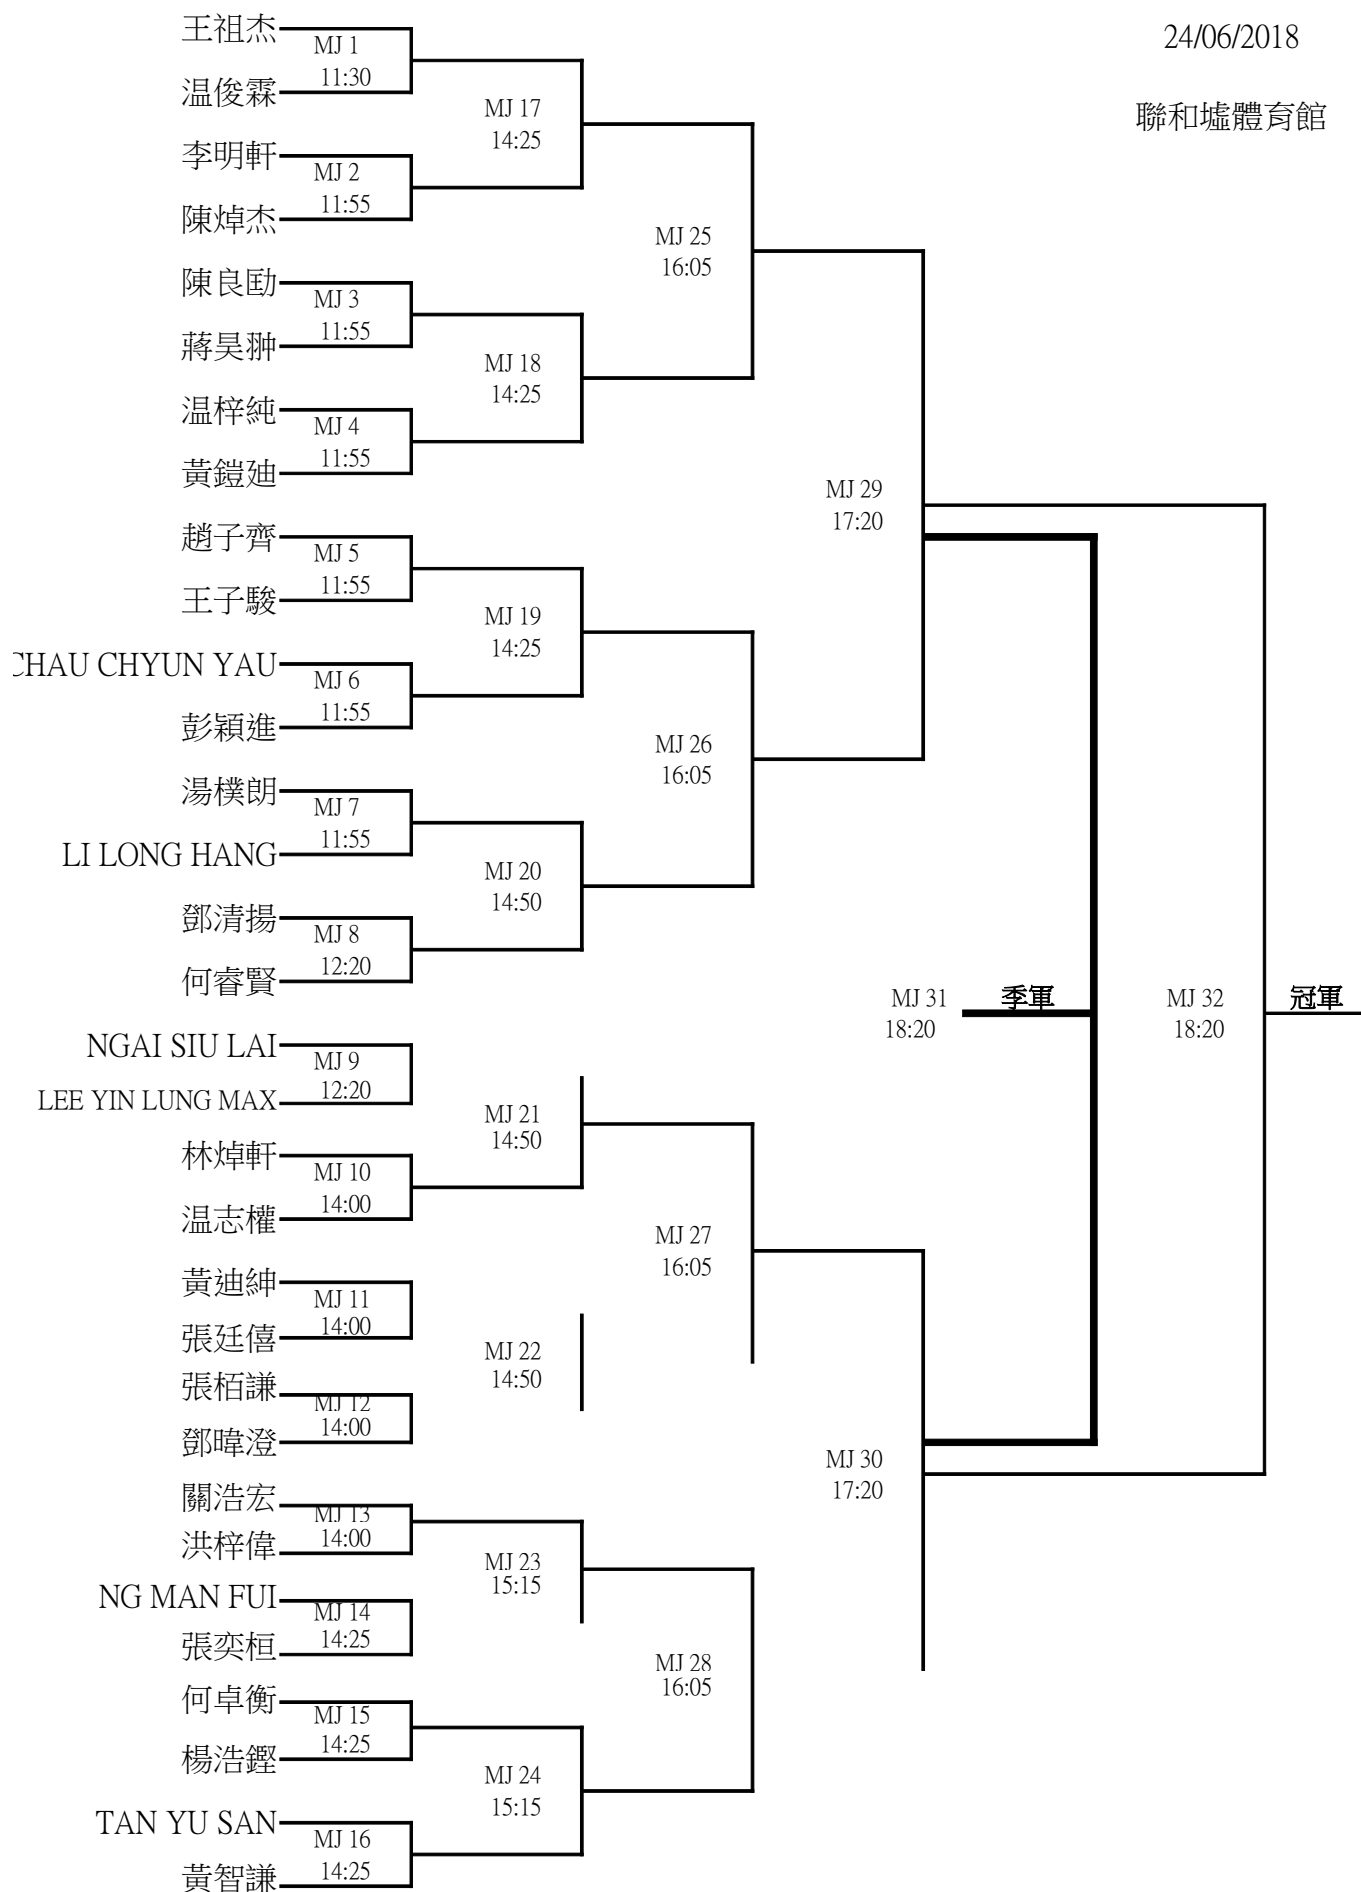 王祖杰
24/06/2018
MJ 1
11:30
温俊霖
MJ 17
14:25
聯和墟體育館
李明軒
MJ 2
11:55
陳焯杰
MJ 25
16:05
陳良劻
MJ 3
11:55
蔣昊翀
MJ 18
14:25
温梓純
MJ 4
11:55
黃鎧廸
MJ 29
17:20
趙子齊
MJ 5
11:55
王子駿
MJ 19
14:25
CHAU CHYUN YAU
MJ 6
11:55
彭穎進
MJ 26
16:05
湯樸朗
MJ 7
11:55
LI LONG HANG
MJ 20
14:50
鄧清揚
MJ 8
12:20
何睿賢
MJ 31
18:20
季軍
MJ 32
18:20
冠軍
NGAI SIU LAI
MJ 9
12:20
LEE YIN LUNG MAX
MJ 21
14:50
林焯軒
MJ 10
14:00
温志權
MJ 27
16:05
黃迪紳
MJ 11
14:00
張廷僖
MJ 22
14:50
張栢謙
MJ 12
14:00
鄧暐澄
MJ 30
17:20
關浩宏
MJ 13
14:00
洪梓偉
MJ 23
15:15
NG MAN FUI
MJ 14
14:25
張奕桓
MJ 28
16:05
何卓衡
MJ 15
14:25
楊浩鏗
MJ 24
15:15
TAN YU SAN
MJ 16
14:25
黃智謙